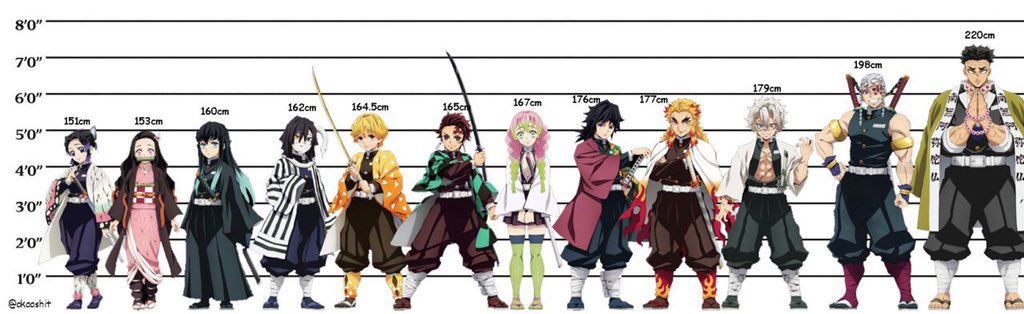 8'0"
7'0"
6'0"
5'0"
4'0"
3'0"
2'0"
1'0"
151cm
153cm
160cm
162cm
164.5cm
165cm
167cm
176cm
177cm
179cm
198cm
220cm
@akaashit